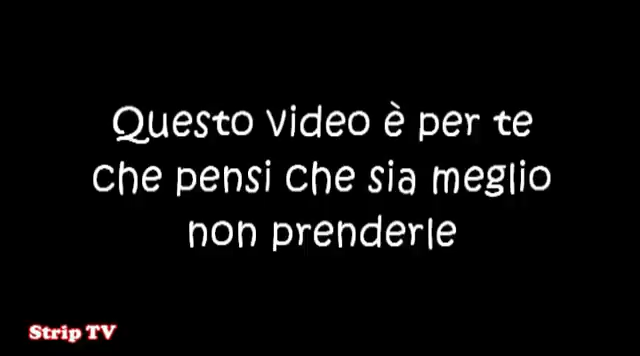 Questo video è per te
che pensi che sia meglio
non prenderle
Strip TV